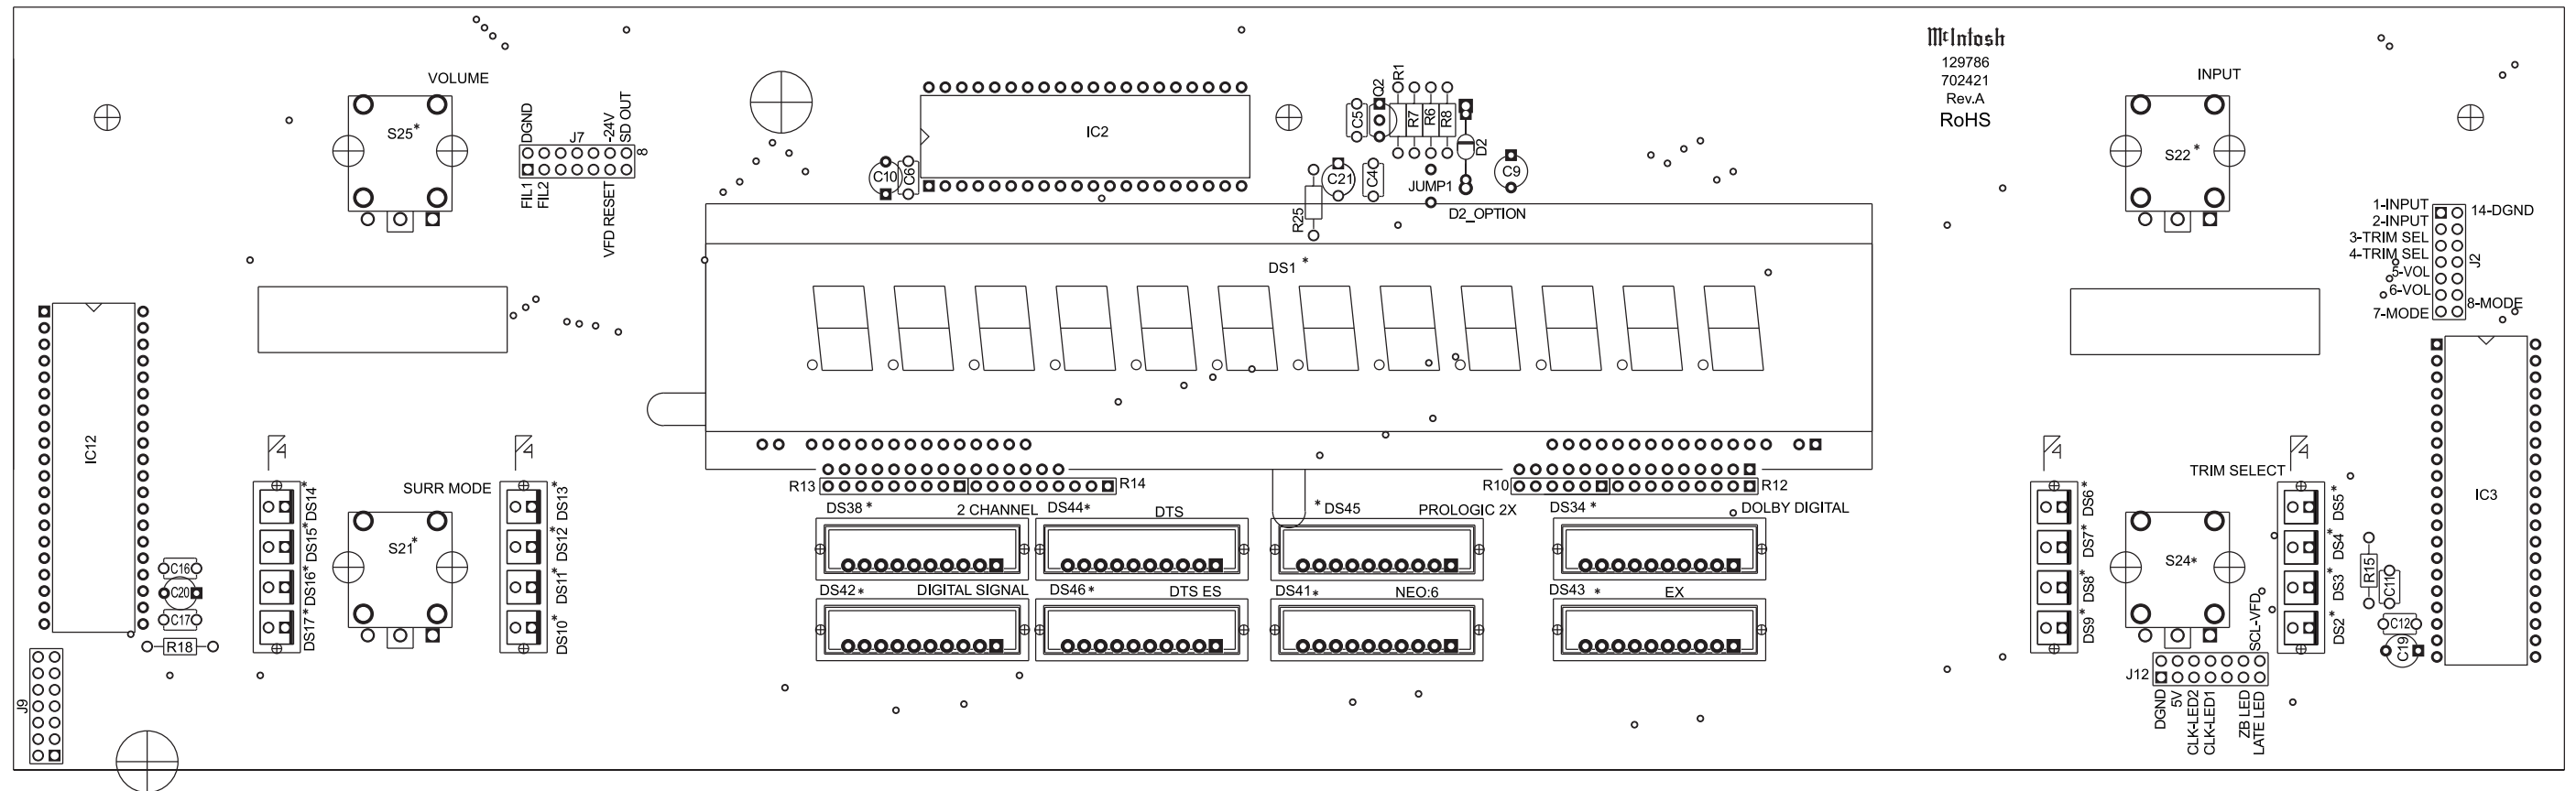 McIntosh
129786
702421
Rev.A
RoHS
VOLUME
S25*
DGND
J7
-24V
SD OUT
8
FIL1
FIL2
VFD RESET
IC2
C10
C6
C5
Q2
R1
R7
R6
R8
D2
C9
C21
C4
R25
JUMP1
D2_OPTION
INPUT
S22*
1-INPUT
2-INPUT
3-TRIM SEL
4-TRIM SEL
5-VOL
6-VOL
7-MODE
14-DGND
J2
8-MODE
DS1*
IC12
C16
C20
C17
R18
J9
4
4
DS14*
DS15*
DS16*
DS17*
SURR MODE
S21*
DS13*
DS12*
DS11*
DS10*
R13
R14
R10
R12
DS38* 2 CHANNEL
DS44* DTS
*DS45 PROLOGIC 2X
DS34* DOLBY DIGITAL
DS42* DIGITAL SIGNAL
DS46* DTS ES
DS41* NEO:6
DS43* EX
4
4
DS6*
DS7*
DS8*
DS9*
TRIM SELECT
S24*
DS5*
DS4*
DS3*
DS2*
SCL-VFD
R15
C11
C12
C19
IC3
J12
DGND
5V
CLK-LED2
CLK-LED1
ZB LED
LATE LED